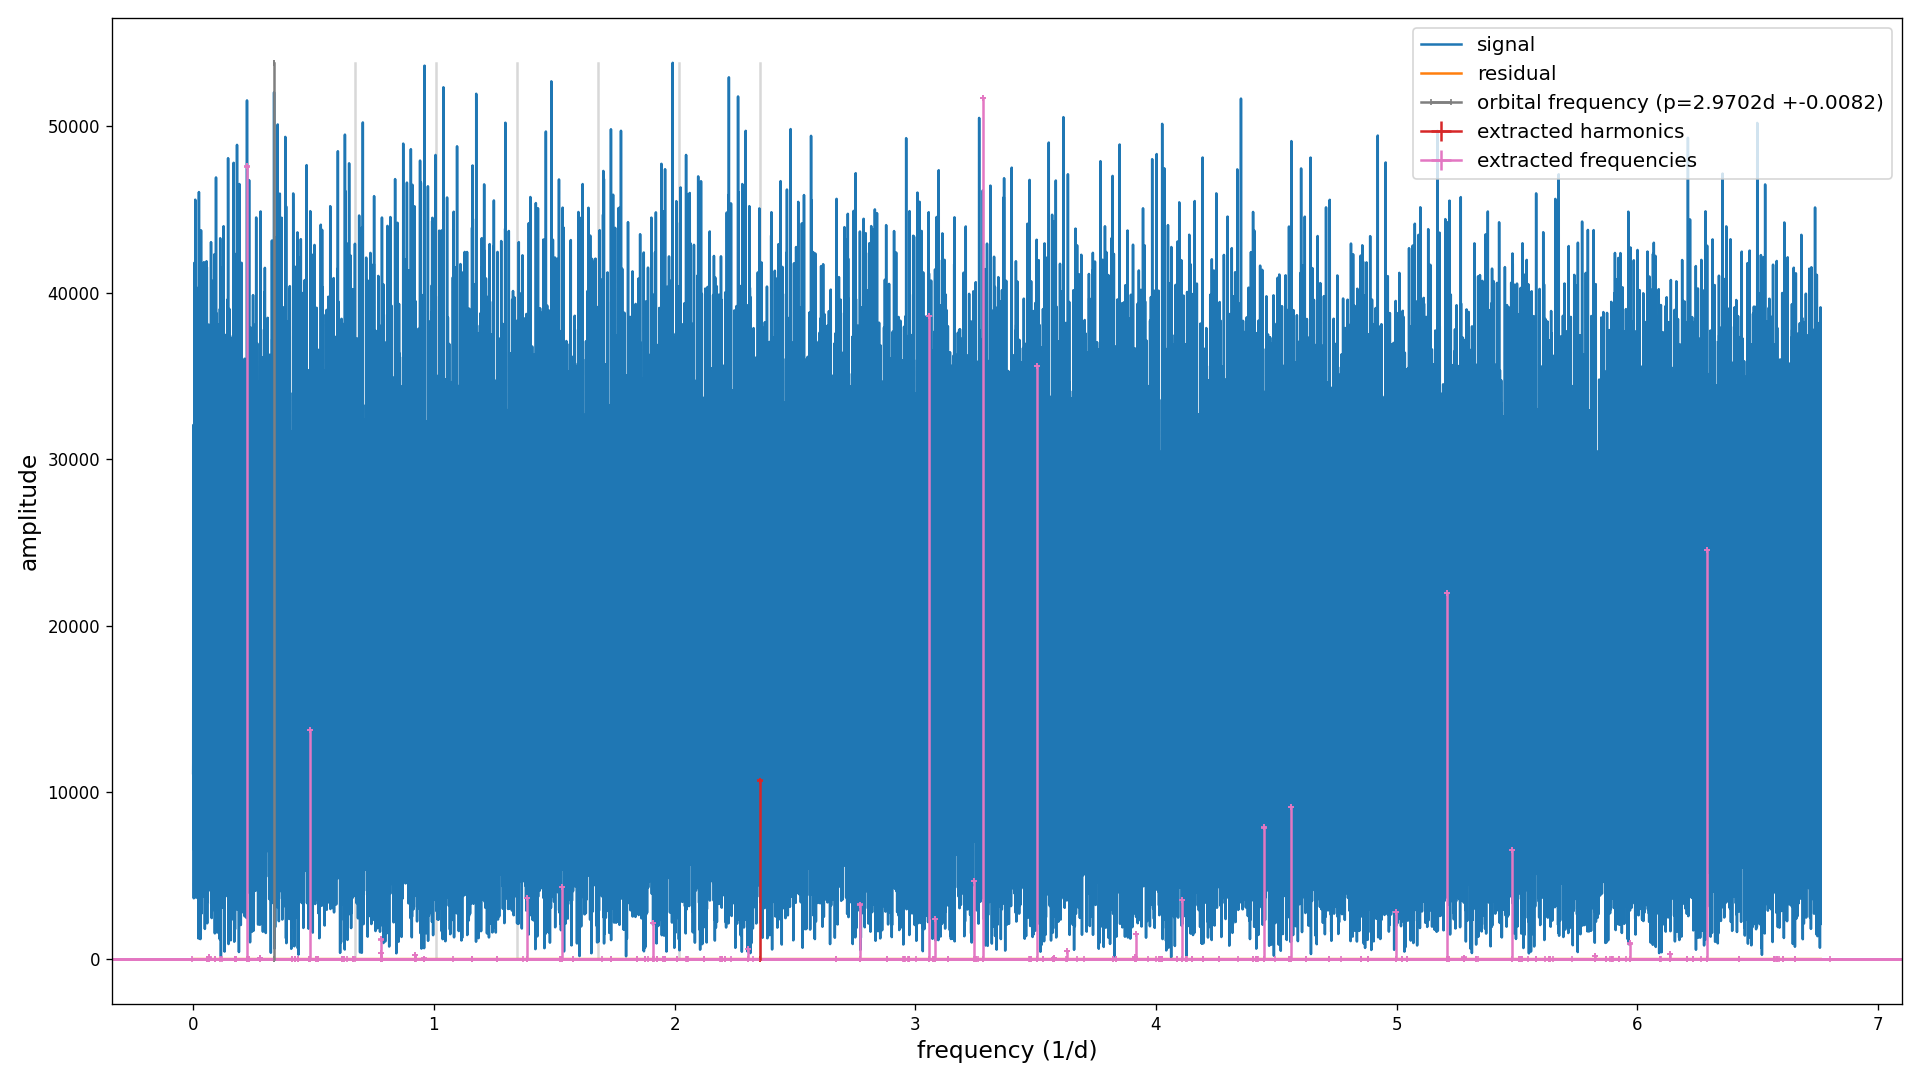 signal
residual
orbital frequency (p=2.9702d +-0.0082)
extracted harmonics
extracted frequencies
amplitude
50000
40000
30000
20000
10000
0
0 1 2 3 4 5 6 7
frequency (1/d)